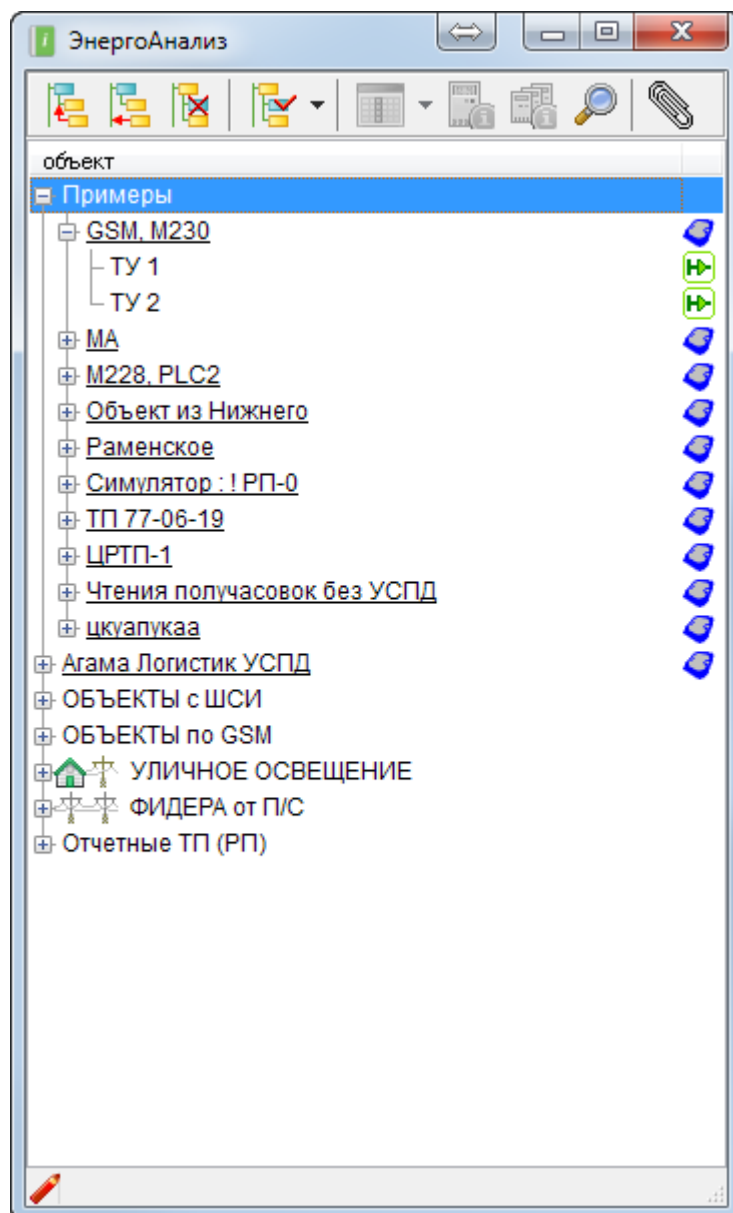 ЭнергоАнализ
объект
Примеры
GSM, М230
ТУ 1
ТУ 2
МА
М228, PLC2
Объект из Нижнего
Раменское
Симулятор : ! РП-0
ТП 77-06-19
ЦРТП-1
Чтения получасовок без УСПД
цкуапукаа
Агама Логистик УСПД
ОБЪЕКТЫ с ШСИ
ОБЪЕКТЫ по GSM
УЛИЧНОЕ ОСВЕЩЕНИЕ
ФИДЕРА от П/С
Отчетные ТП (РП)